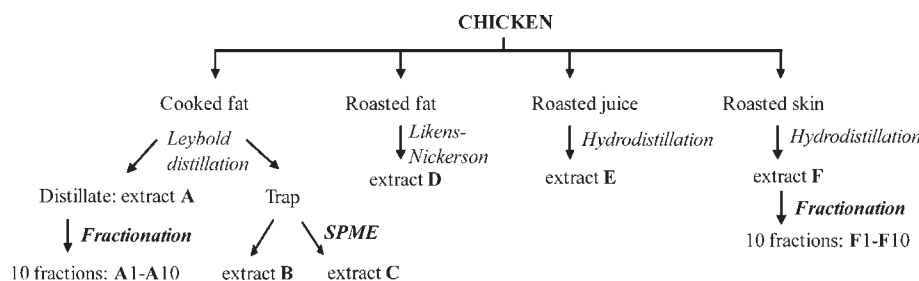 CHICKEN
Cooked fat Roasted fat Roasted juice Roasted skin
Leybold distillation
Likens-Nickerson
Hydrodistillation
Hydrodistillation
Distillate: extract A
Trap
extract D
extract E
extract F
Fractionation
SPME
Fractionation
10 fractions: A1-A10
extract B
extract C
10 fractions: F1-F10